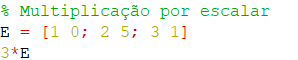 % Multiplicação por escalar
E = [1 0; 2 5; 3 1]
3*E